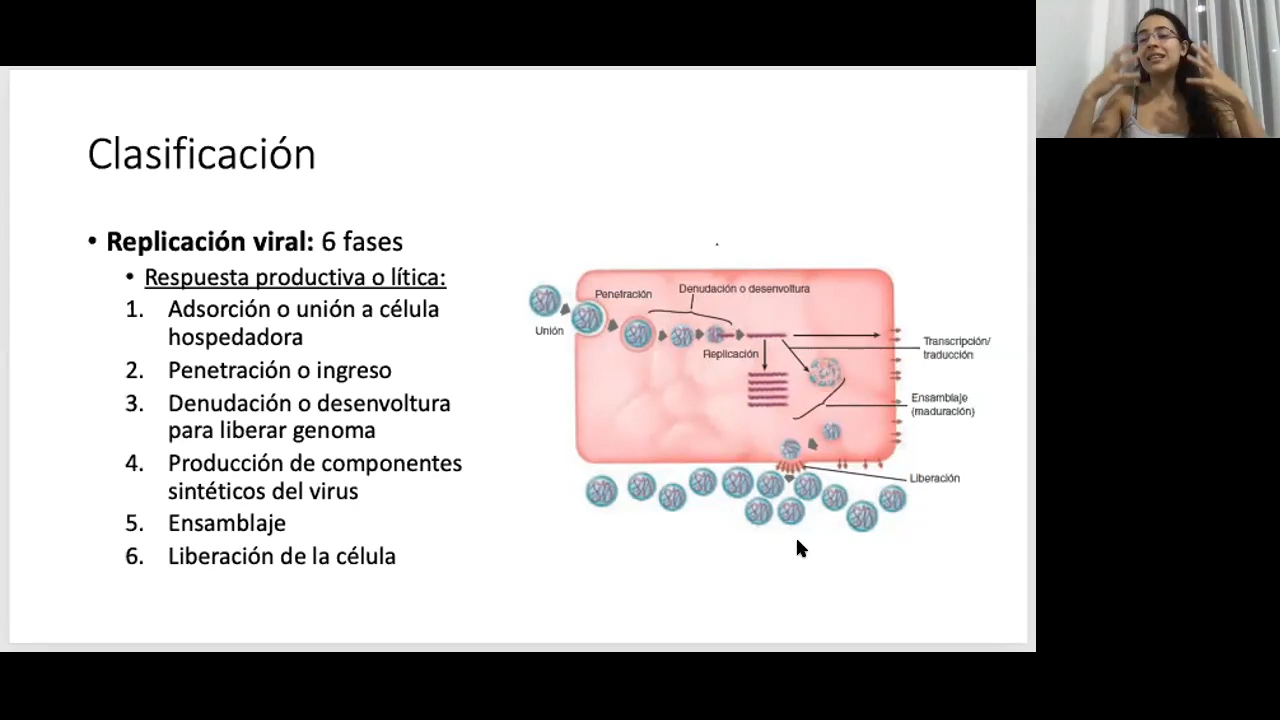 Clasificación
• Replicación viral: 6 fases
• Respuesta productiva o lítica:
1. Adsorción o unión a célula
hospedadora
2. Penetración o ingreso
3. Denudación o desenvoltura
para liberar genoma
4. Producción de componentes
sintéticos del virus
5. Ensamblaje
6. Liberación de la célula
Penetración
Denudación o desenvoltura
Unión
Replicación
Transcripción/
traducción
Ensamblaje
(maduración)
Liberación